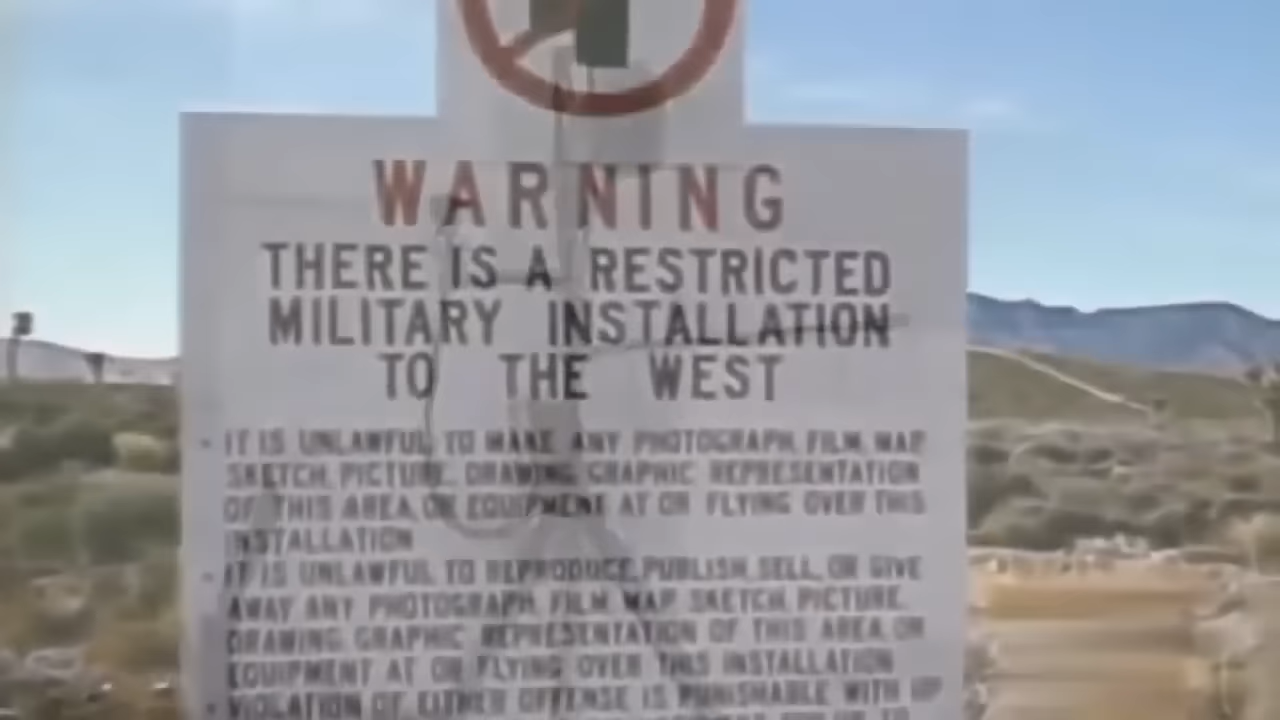 WARNING
THERE IS A RESTRICTED
MILITARY INSTALLATION
TO THE WEST
- IT IS UNLAWFUL TO MAKE ANY PHOTOGRAPH, FILM, MAP,
SKETCH, PICTURE, DRAWING, GRAPHIC REPRESENTATION
OF THIS AREA, OR EQUIPMENT AT OR FLYING OVER THIS
INSTALLATION
- IT IS UNLAWFUL TO REPRODUCE, PUBLISH, SELL, OR GIVE
AWAY ANY PHOTOGRAPH, FILM, MAP, SKETCH, PICTURE,
DRAWING, GRAPHIC REPRESENTATION OF THIS AREA, OR
EQUIPMENT AT OR FLYING OVER THIS INSTALLATION
- VIOLATION OF EITHER OFFENSE IS PUNISHABLE WITH UP